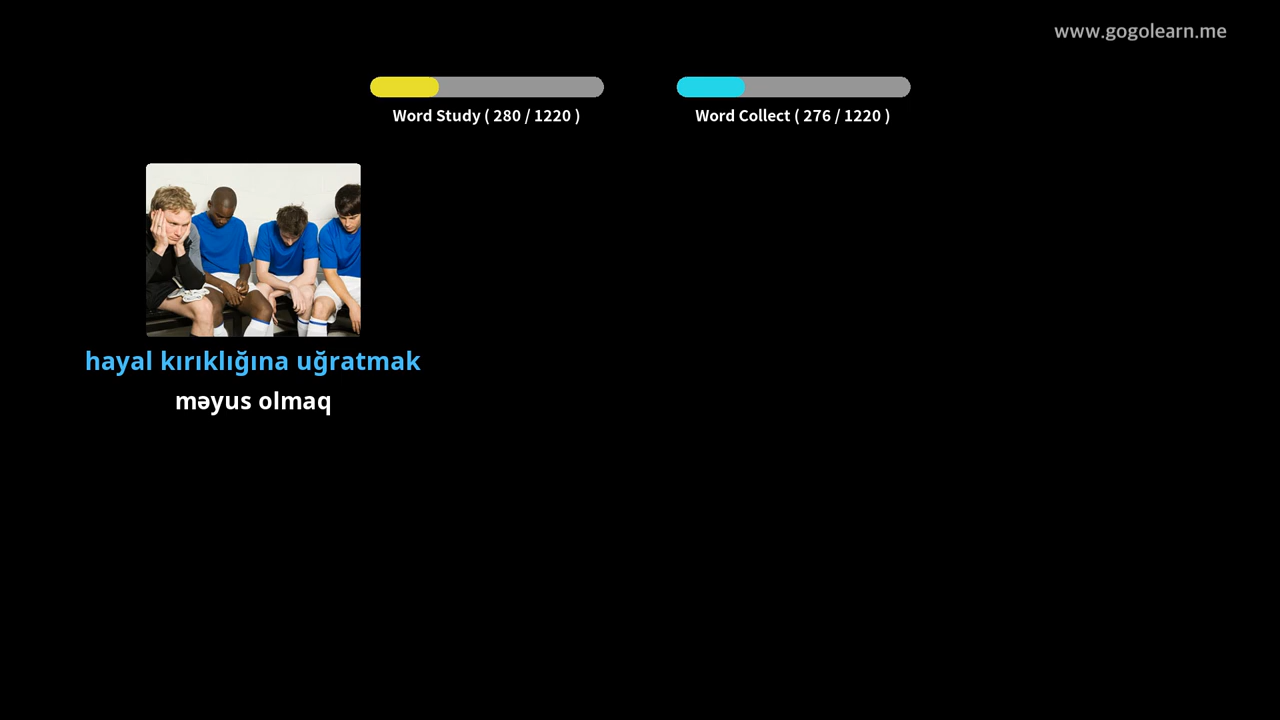 www.gogolearn.me
Word Study ( 280 / 1220 )
Word Collect ( 276 / 1220 )
hayal kırıklığına uğratmak
məyus olmaq